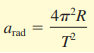 a_rad = 4π²R / T²